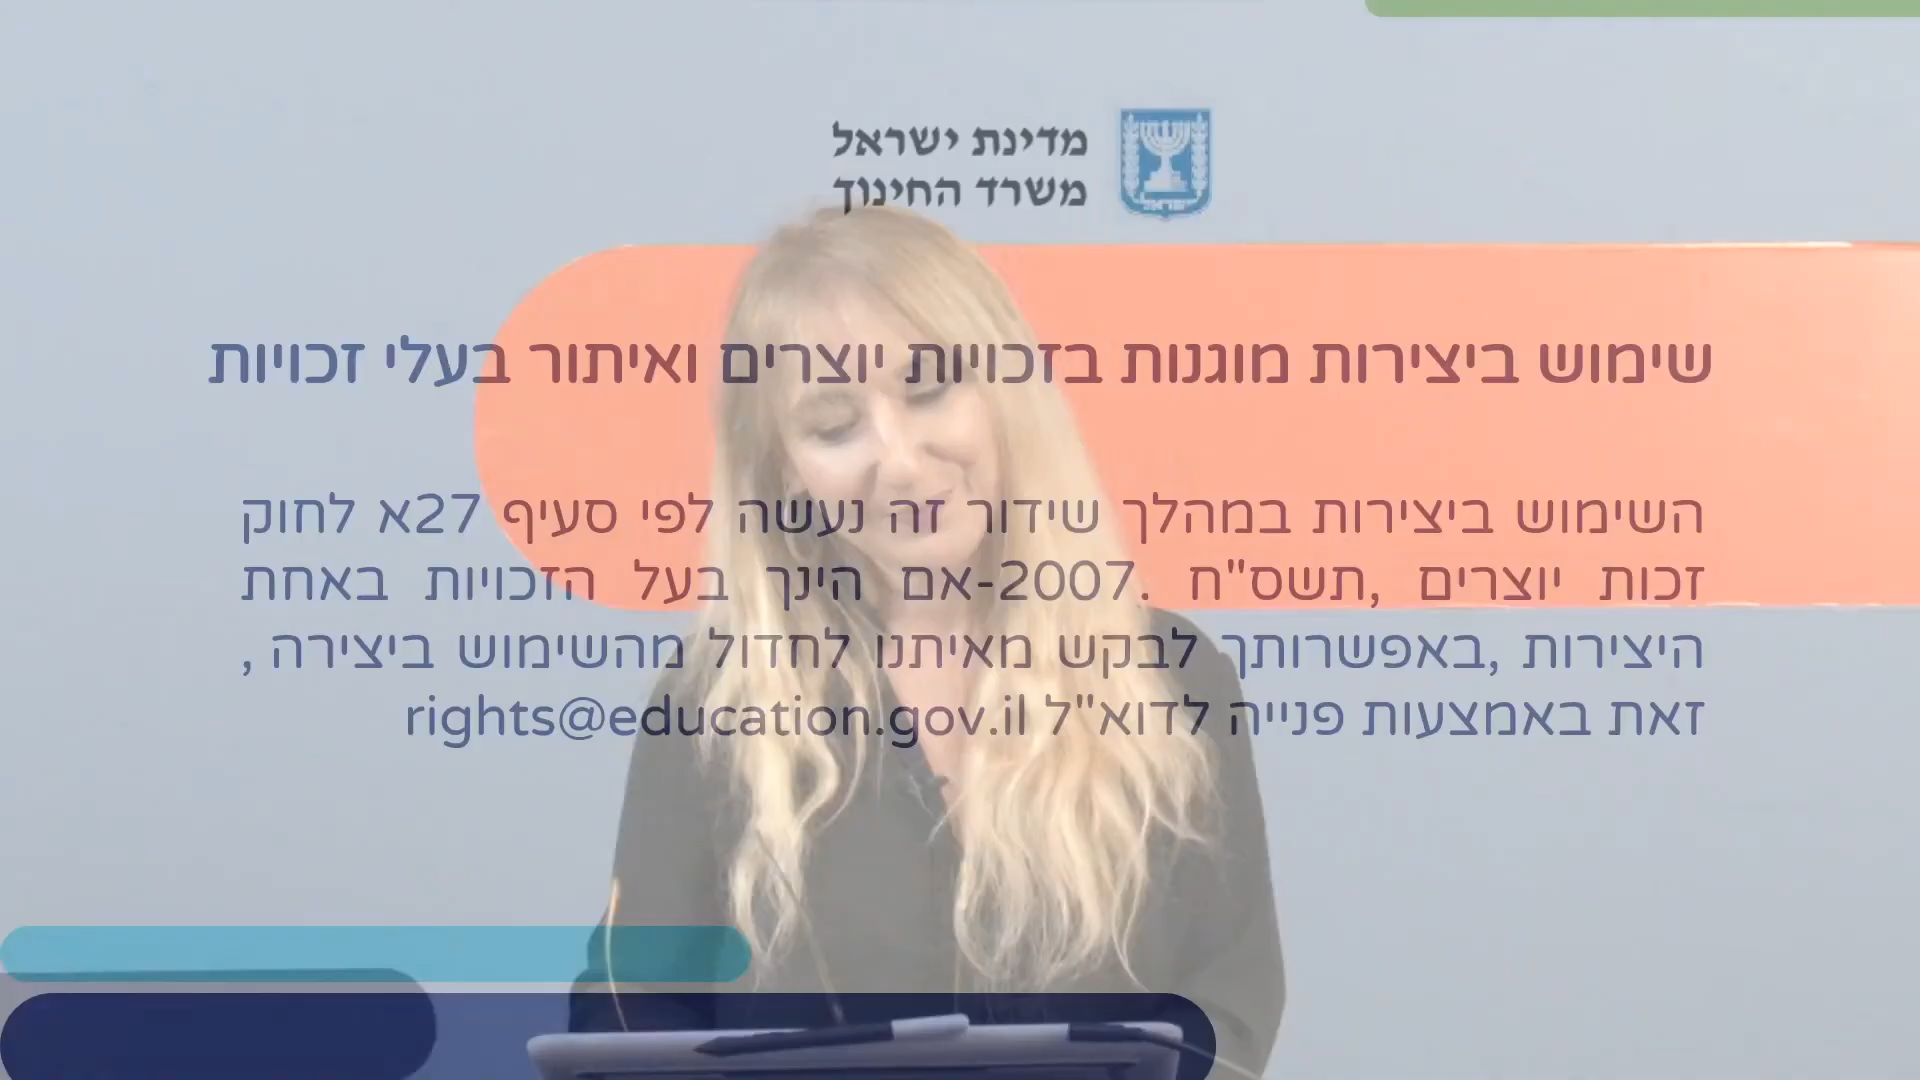 מדינת ישראל
משרד החינוך
שימוש ביצירות מוגנות בזכויות יוצרים ואיתור בעלי זכויות
השימוש ביצירות במהלך שידור זה נעשה לפי סעיף 27א לחוק
זכות יוצרים ,תשס"ח .2007-אם הינך בעל הזכויות באחת
היצירות ,באפשרותך לבקש מאיתנו לחדול מהשימוש ביצירה ,
זאת באמצעות פנייה לדוא"ל rights@education.gov.il